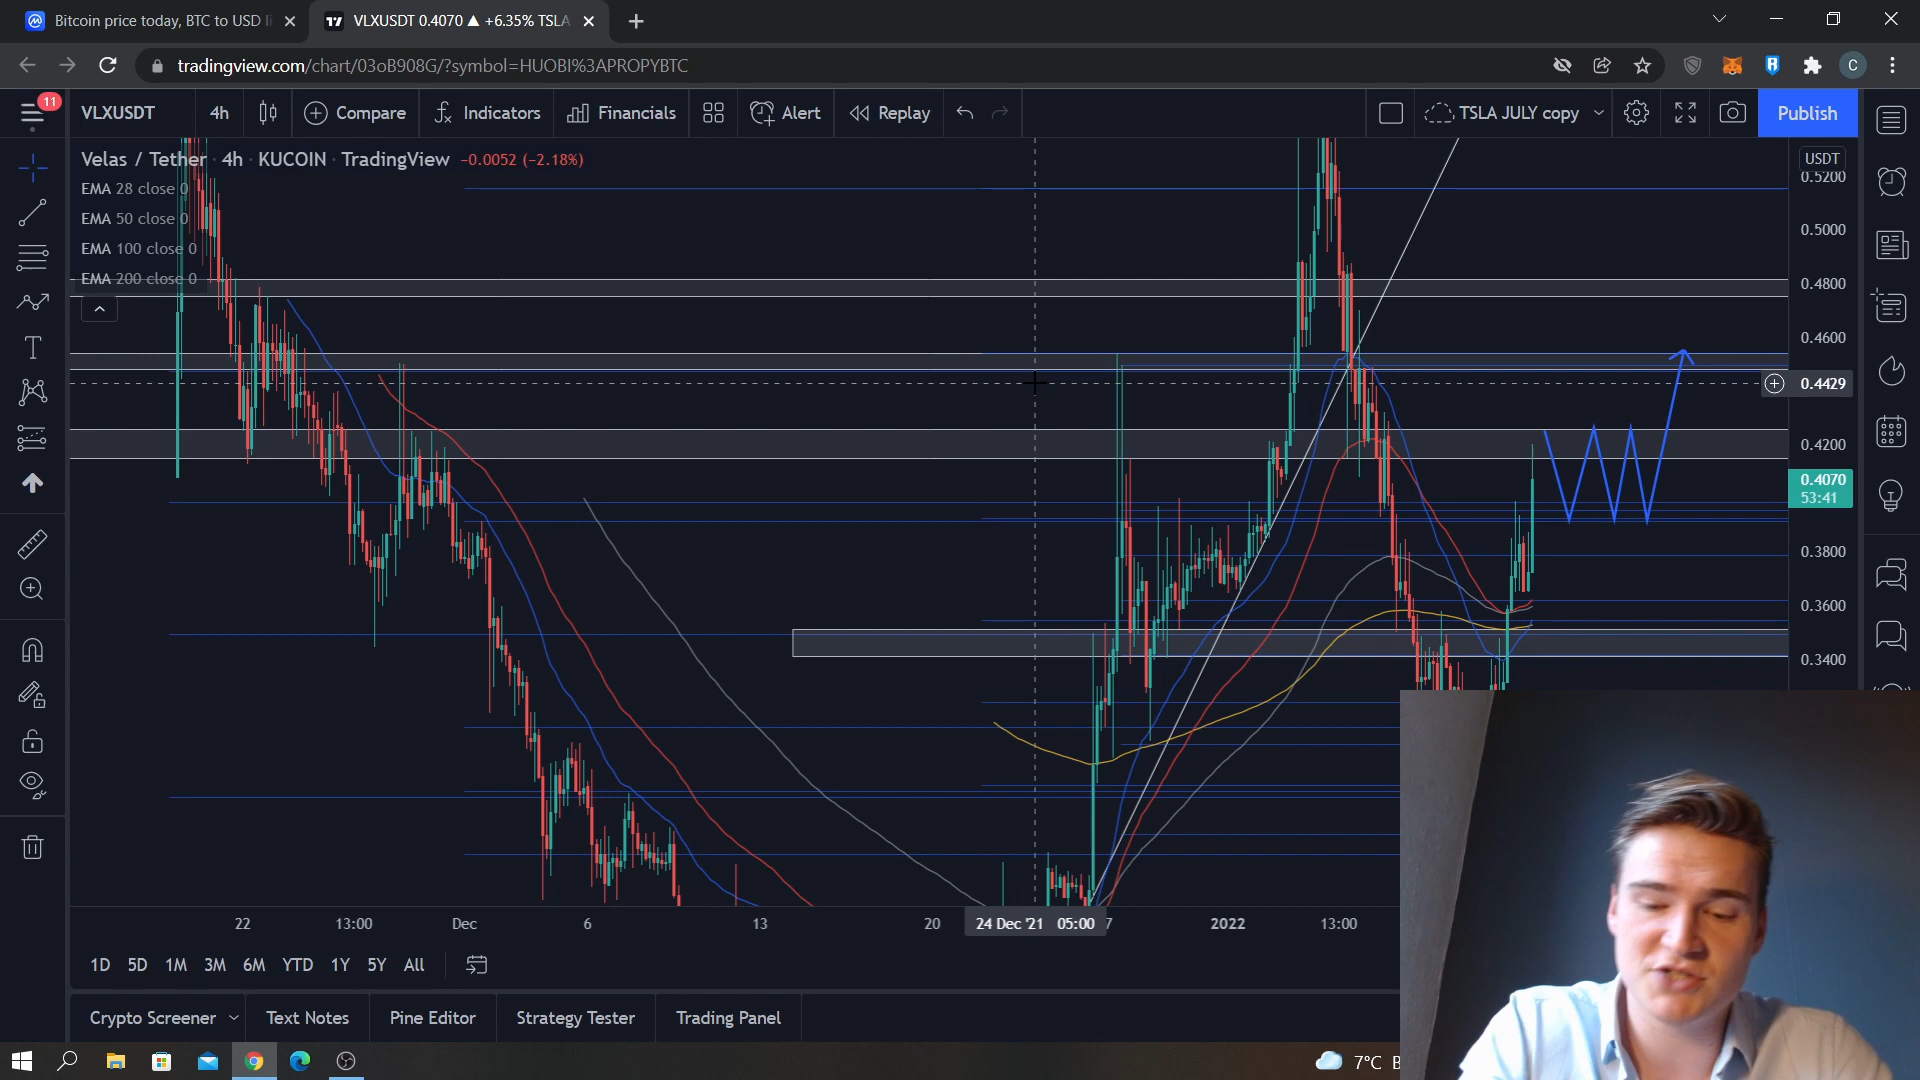 Bitcoin price today, BTC to USD li
VLXUSDT 0.4070 ▲ +6.35% TSLA
tradingview.com/chart/03oB908G/?symbol=HUOBI%3APROPYBTC
C
11
VLXUSDT
4h
Compare
Indicators
Financials
Alert
Replay
TSLA JULY copy
Publish
Velas / Tether · 4h · KUCOIN · TradingView −0.0052 (−2.18%)
EMA 28 close 0
EMA 50 close 0
EMA 100 close 0
EMA 200 close 0
USDT
0.5200
0.5000
0.4800
0.4600
0.4429
0.4200
0.4070
53:41
0.3800
0.3600
0.3400
22
13:00
Dec
6
13
20
24 Dec '21 05:00
7
2022
13:00
1D 5D 1M 3M 6M YTD 1Y 5Y All
Crypto Screener
Text Notes
Pine Editor
Strategy Tester
Trading Panel
7°C